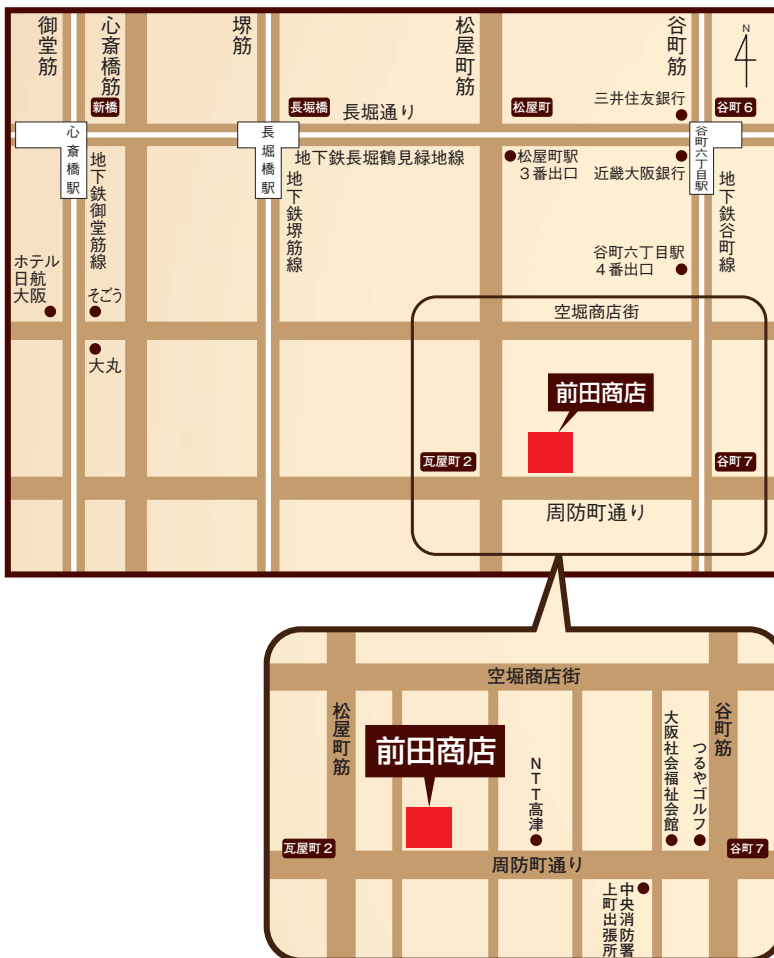 御堂筋
心斎橋筋
堺筋
松屋町筋
谷町筋
N
新橋
長堀橋
長堀通り
松屋町
三井住友銀行
谷町6
心斎橋駅
長堀橋駅
谷町六丁目駅
地下鉄長堀鶴見緑地線
松屋町駅
3番出口
近畿大阪銀行
地下鉄御堂筋線
地下鉄堺筋線
地下鉄谷町線
谷町六丁目駅
4番出口
ホテル
日航
大阪
そごう
空堀商店街
大丸
前田商店
瓦屋町2
谷町7
周防町通り
空堀商店街
松屋町筋
谷町筋
前田商店
NTT高津
大阪社会福祉会館
つるやゴルフ
瓦屋町2
谷町7
周防町通り
中央消防署
上町出張所